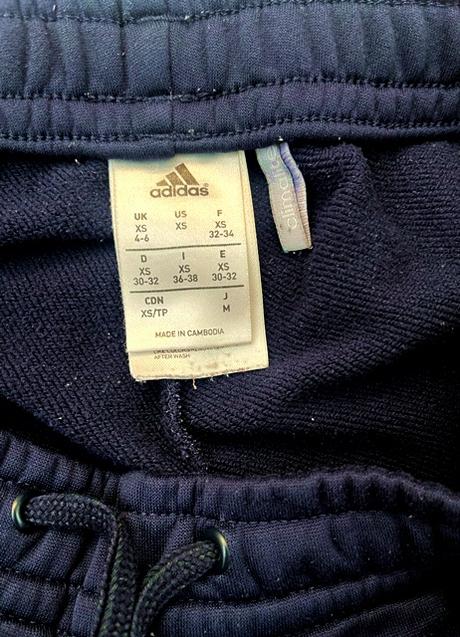 adidas®
UK US F
XS XS XS
4-6 32-34
D I E
XS XS XS
30-32 36-38 30-32
CDN J
XS/TP M
MADE IN CAMBODIA
AFTER WASH
climalite